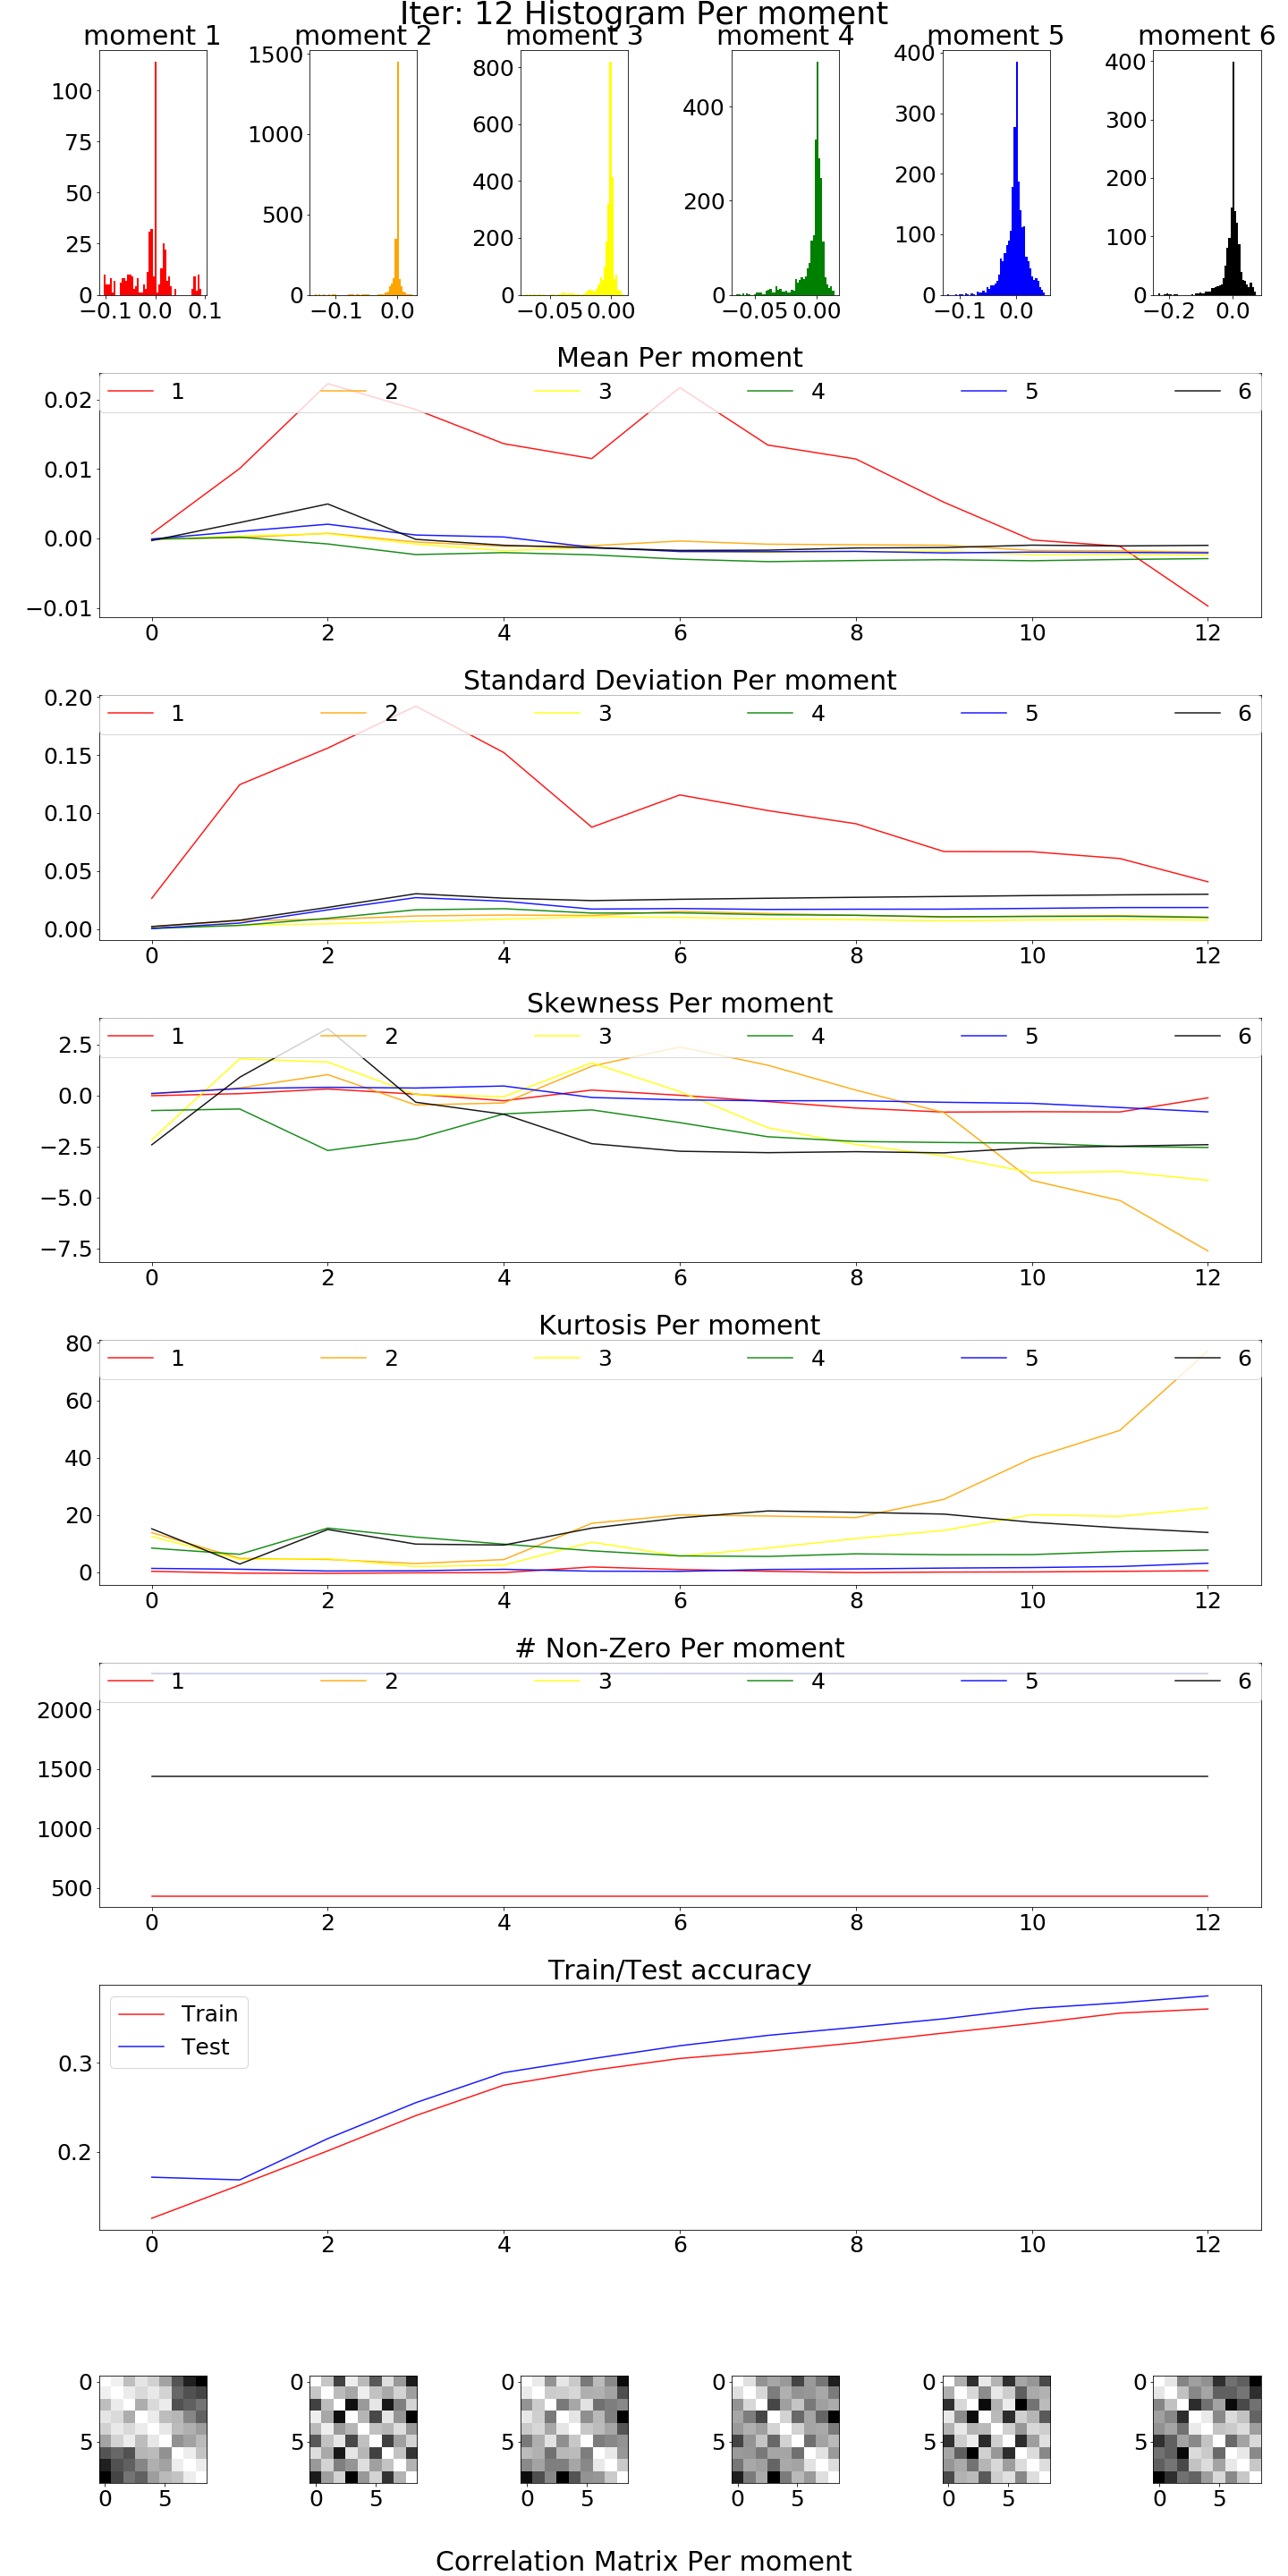 Iter: 12 Histogram Per moment
moment 1 moment 2 moment 3 moment 4 moment 5 moment 6
100 75 50 25 0
−0.1 0.0 0.1
1500 1000 500 0
−0.1 0.0
800 600 400 200 0
−0.05 0.00
400 200 0
−0.05 0.00
400 300 200 100 0
−0.1 0.0
400 300 200 100 0
−0.2 0.0
Mean Per moment
1 2 3 4 5 6
0.02
0.01
0.00
−0.01
0 2 4 6 8 10 12
Standard Deviation Per moment
1 2 3 4 5 6
0.20
0.15
0.10
0.05
0.00
0 2 4 6 8 10 12
Skewness Per moment
1 2 3 4 5 6
2.5
0.0
−2.5
−5.0
−7.5
0 2 4 6 8 10 12
Kurtosis Per moment
1 2 3 4 5 6
80
60
40
20
0
0 2 4 6 8 10 12
# Non-Zero Per moment
1 2 3 4 5 6
2000
1500
1000
500
0 2 4 6 8 10 12
Train/Test accuracy
Train
Test
0.3
0.2
0 2 4 6 8 10 12
0 0 0 0 0 0
5 5 5 5 5 5
0 5 0 5 0 5 0 5 0 5 0 5
Correlation Matrix Per moment